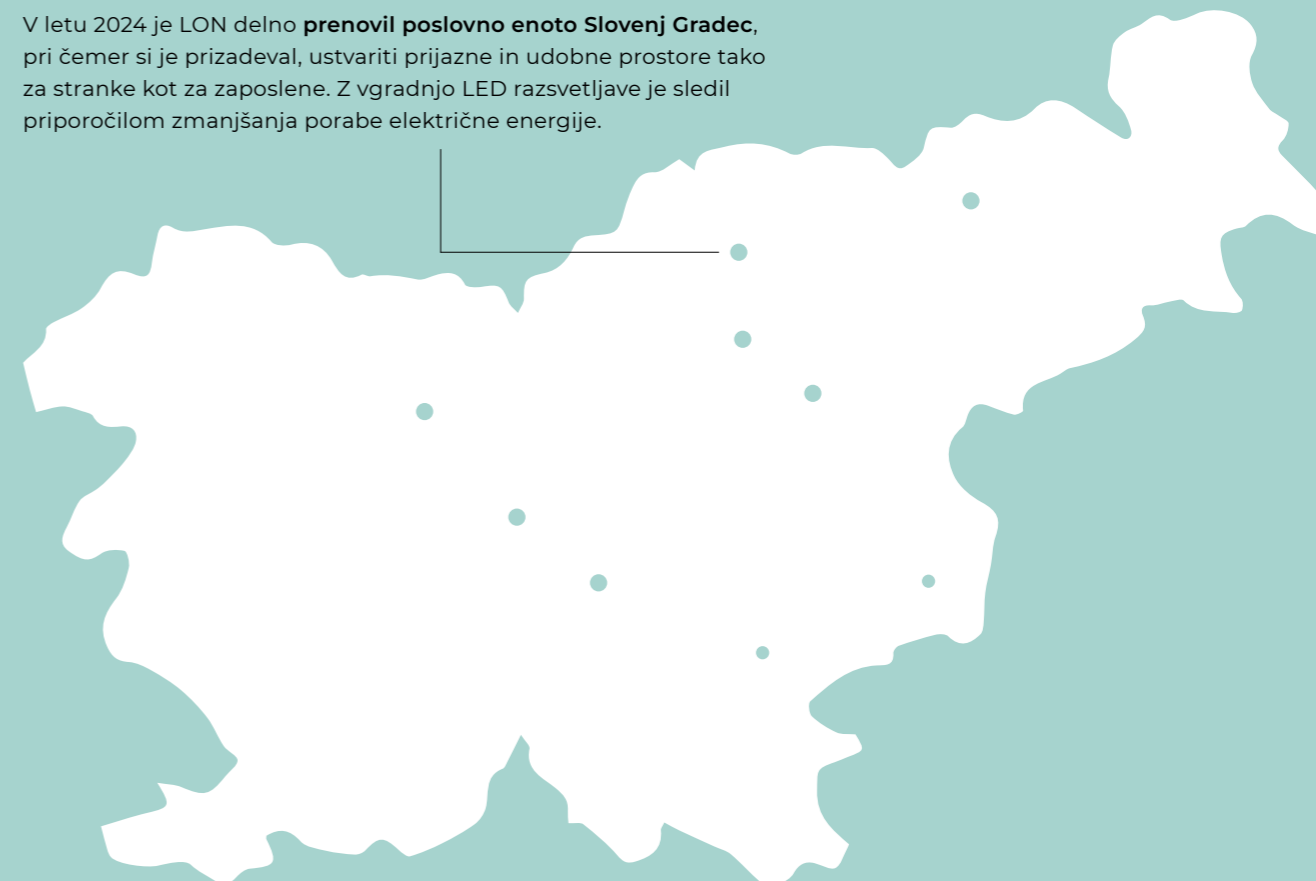 V letu 2024 je LON delno prenovil poslovno enoto Slovenj Gradec,
pri čemer si je prizadeval, ustvariti prijazne in udobne prostore tako
za stranke kot za zaposlene. Z vgradnjo LED razsvetljave je sledil
priporočilom zmanjšanja porabe električne energije.